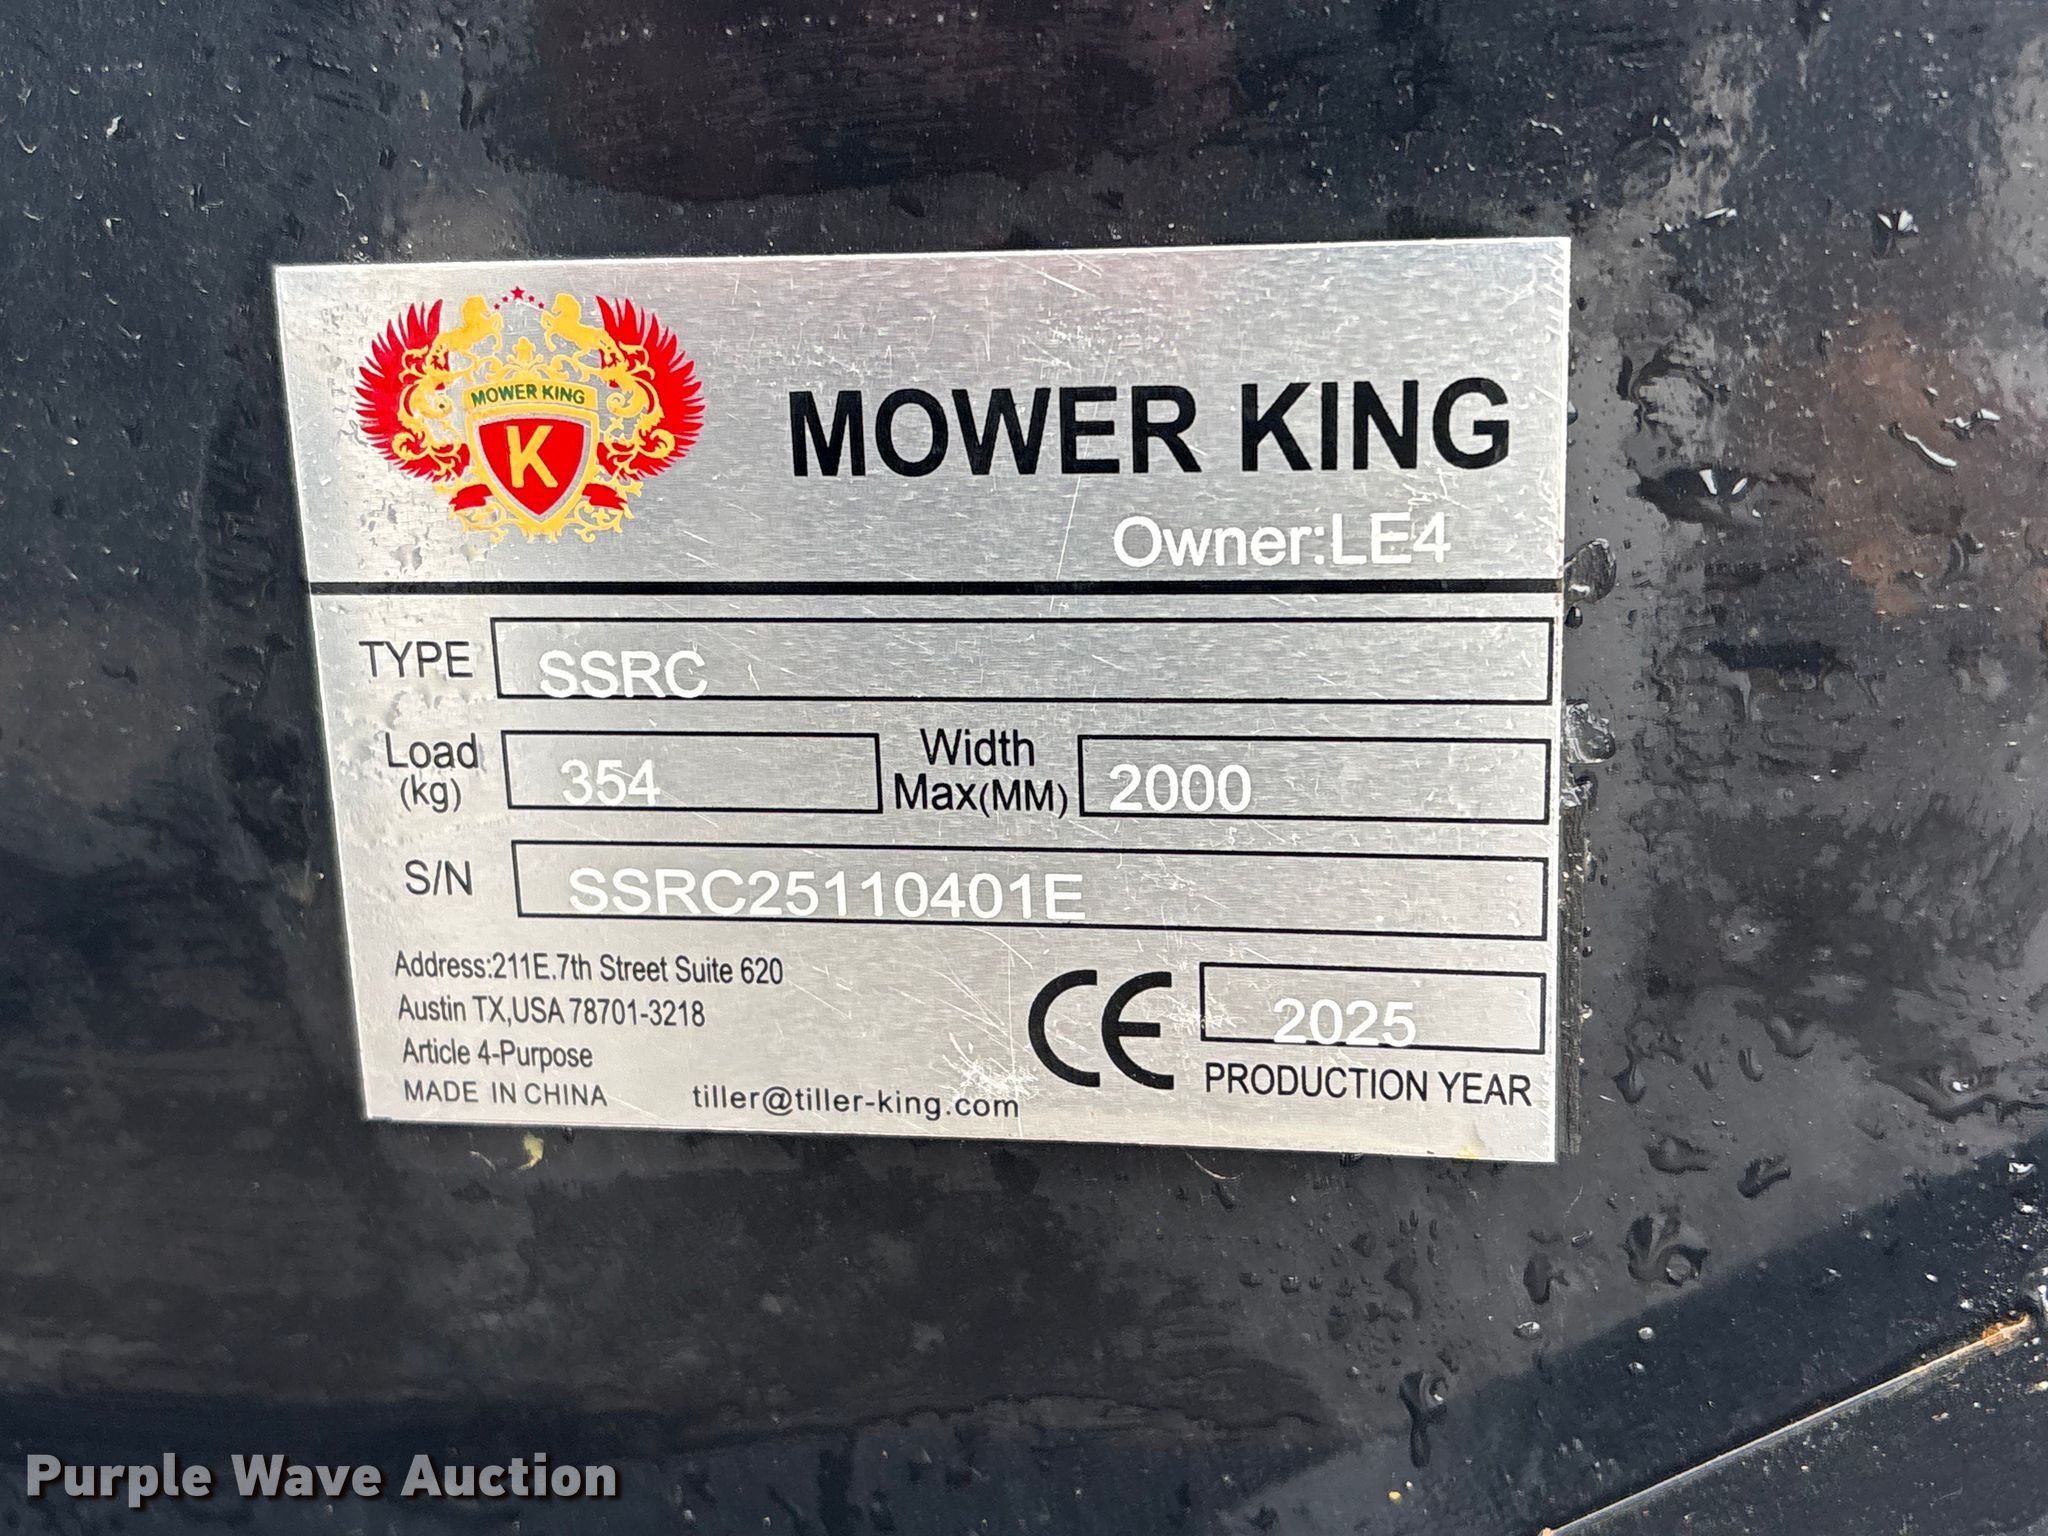 MOWER KING
K
MOWER KING
Owner:LE4
TYPE SSRC
Load (kg) 354 Width Max(MM) 2000
S/N SSRC25110401E
Address:211E.7th Street Suite 620
Austin TX,USA 78701-3218
Article 4-Purpose
MADE IN CHINA
tiller@tiller-king.com
CE
2025
PRODUCTION YEAR
Purple Wave Auction